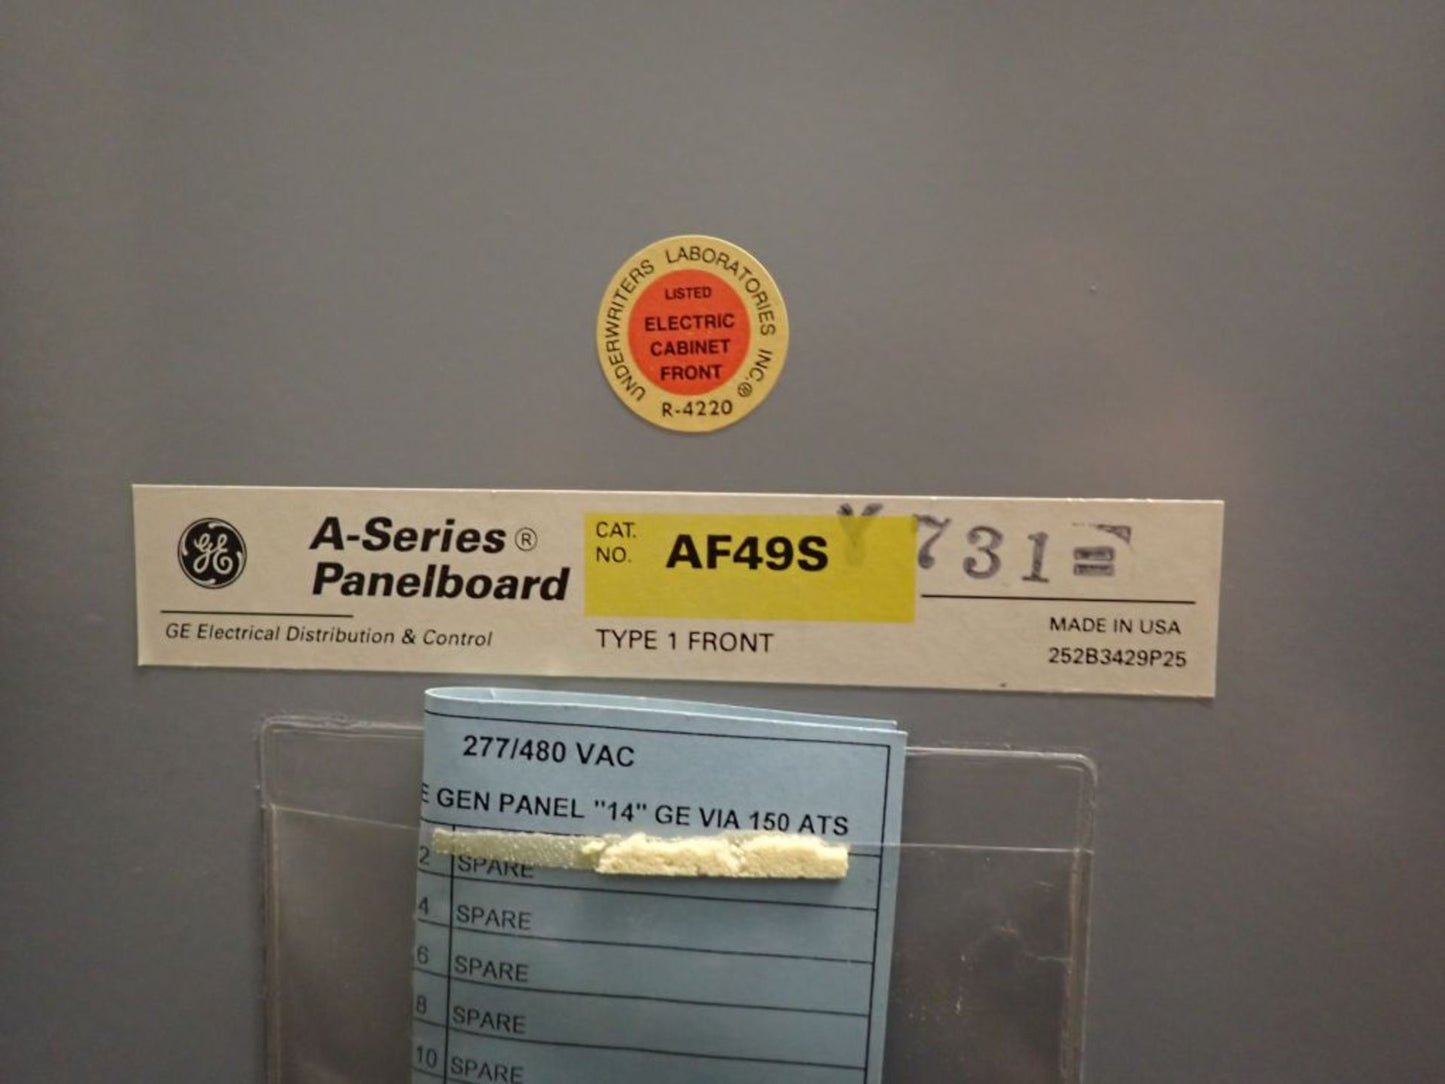 UNDERWRITERS LABORATORIES INC.®
LISTED
ELECTRIC
CABINET
FRONT
R-4220
GE
A-Series®
Panelboard
GE Electrical Distribution & Control
CAT.
NO. AF49S
Y 731
TYPE 1 FRONT
MADE IN USA
252B3429P25
277/480 VAC
E GEN PANEL "14" GE VIA 150 ATS
2 SPARE
4 SPARE
6 SPARE
8 SPARE
10 SPARE